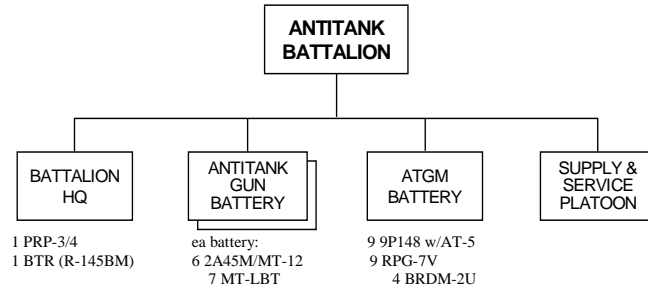 ANTITANK
BATTALION
BATTALION
HQ
ANTITANK
GUN
BATTERY
ATGM
BATTERY
SUPPLY &
SERVICE
PLATOON
1 PRP-3/4
1 BTR (R-145BM)
ea battery:
6 2A45M/MT-12
7 MT-LBT
9 9P148 w/AT-5
9 RPG-7V
4 BRDM-2U